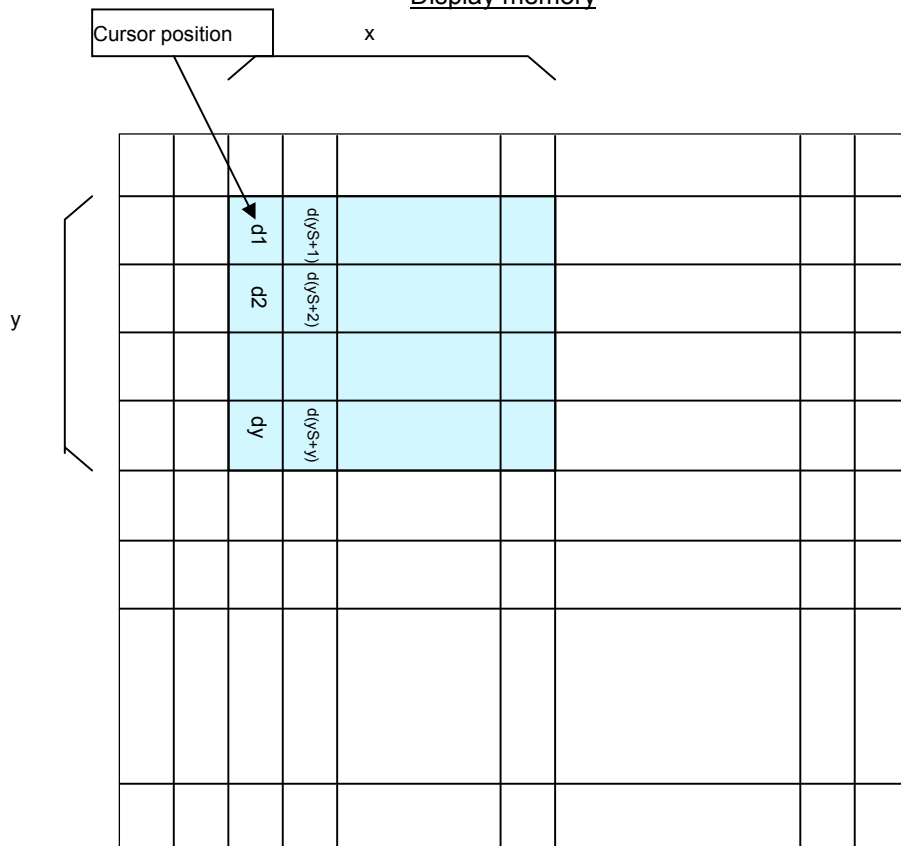 Display memory
Cursor position
x
y
d1
d(yS+1)
d2
d(yS+2)
dy
d(yS+y)